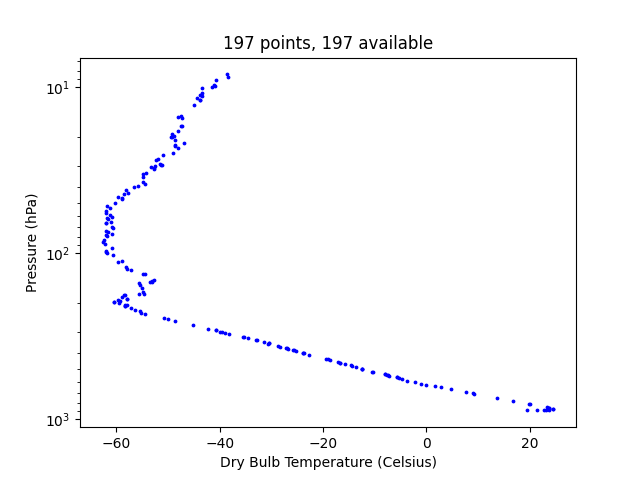 197 points, 197 available
Pressure (hPa)
10¹
10²
10³
−60
−40
−20
0
20
Dry Bulb Temperature (Celsius)